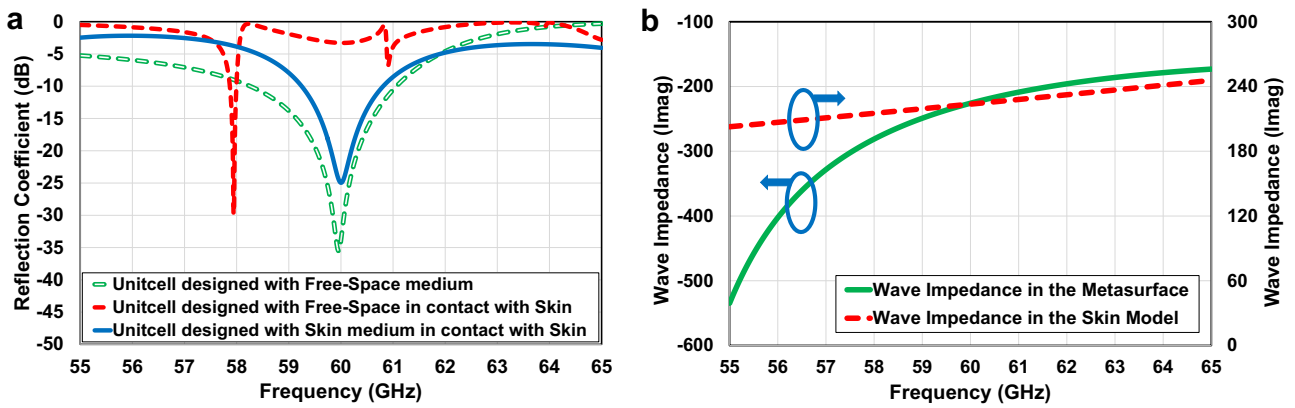 a
Reflection Coefficient (dB)
0
-5
-10
-15
-20
-25
-30
-35
-40
-45
-50
Unitcell designed with Free-Space medium
Unitcell designed with Free-Space in contact with Skin
Unitcell designed with Skin medium in contact with Skin
55 56 57 58 59 60 61 62 63 64 65
Frequency (GHz)
b
Wave Impedance (Imag)
-100
-200
-300
-400
-500
-600
Wave Impedance in the Metasurface
Wave Impedance in the Skin Model
300
240
180
120
60
0
Wave Impedance (Imag)
55 56 57 58 59 60 61 62 63 64 65
Frequency (GHz)